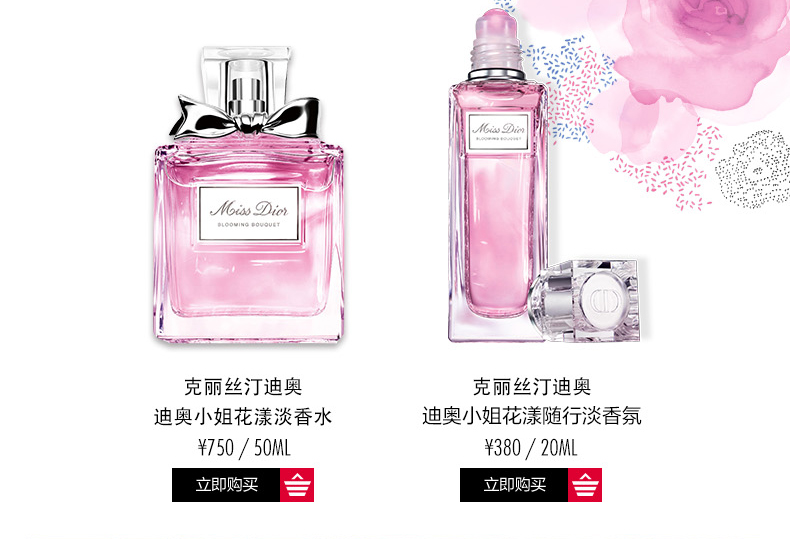 Miss Dior
BLOOMING BOUQUET
克丽丝汀迪奥
迪奥小姐花漾淡香水
¥750 / 50ML
立即购买
Miss Dior
BLOOMING BOUQUET
CD
克丽丝汀迪奥
迪奥小姐花漾随行淡香氛
¥380 / 20ML
立即购买